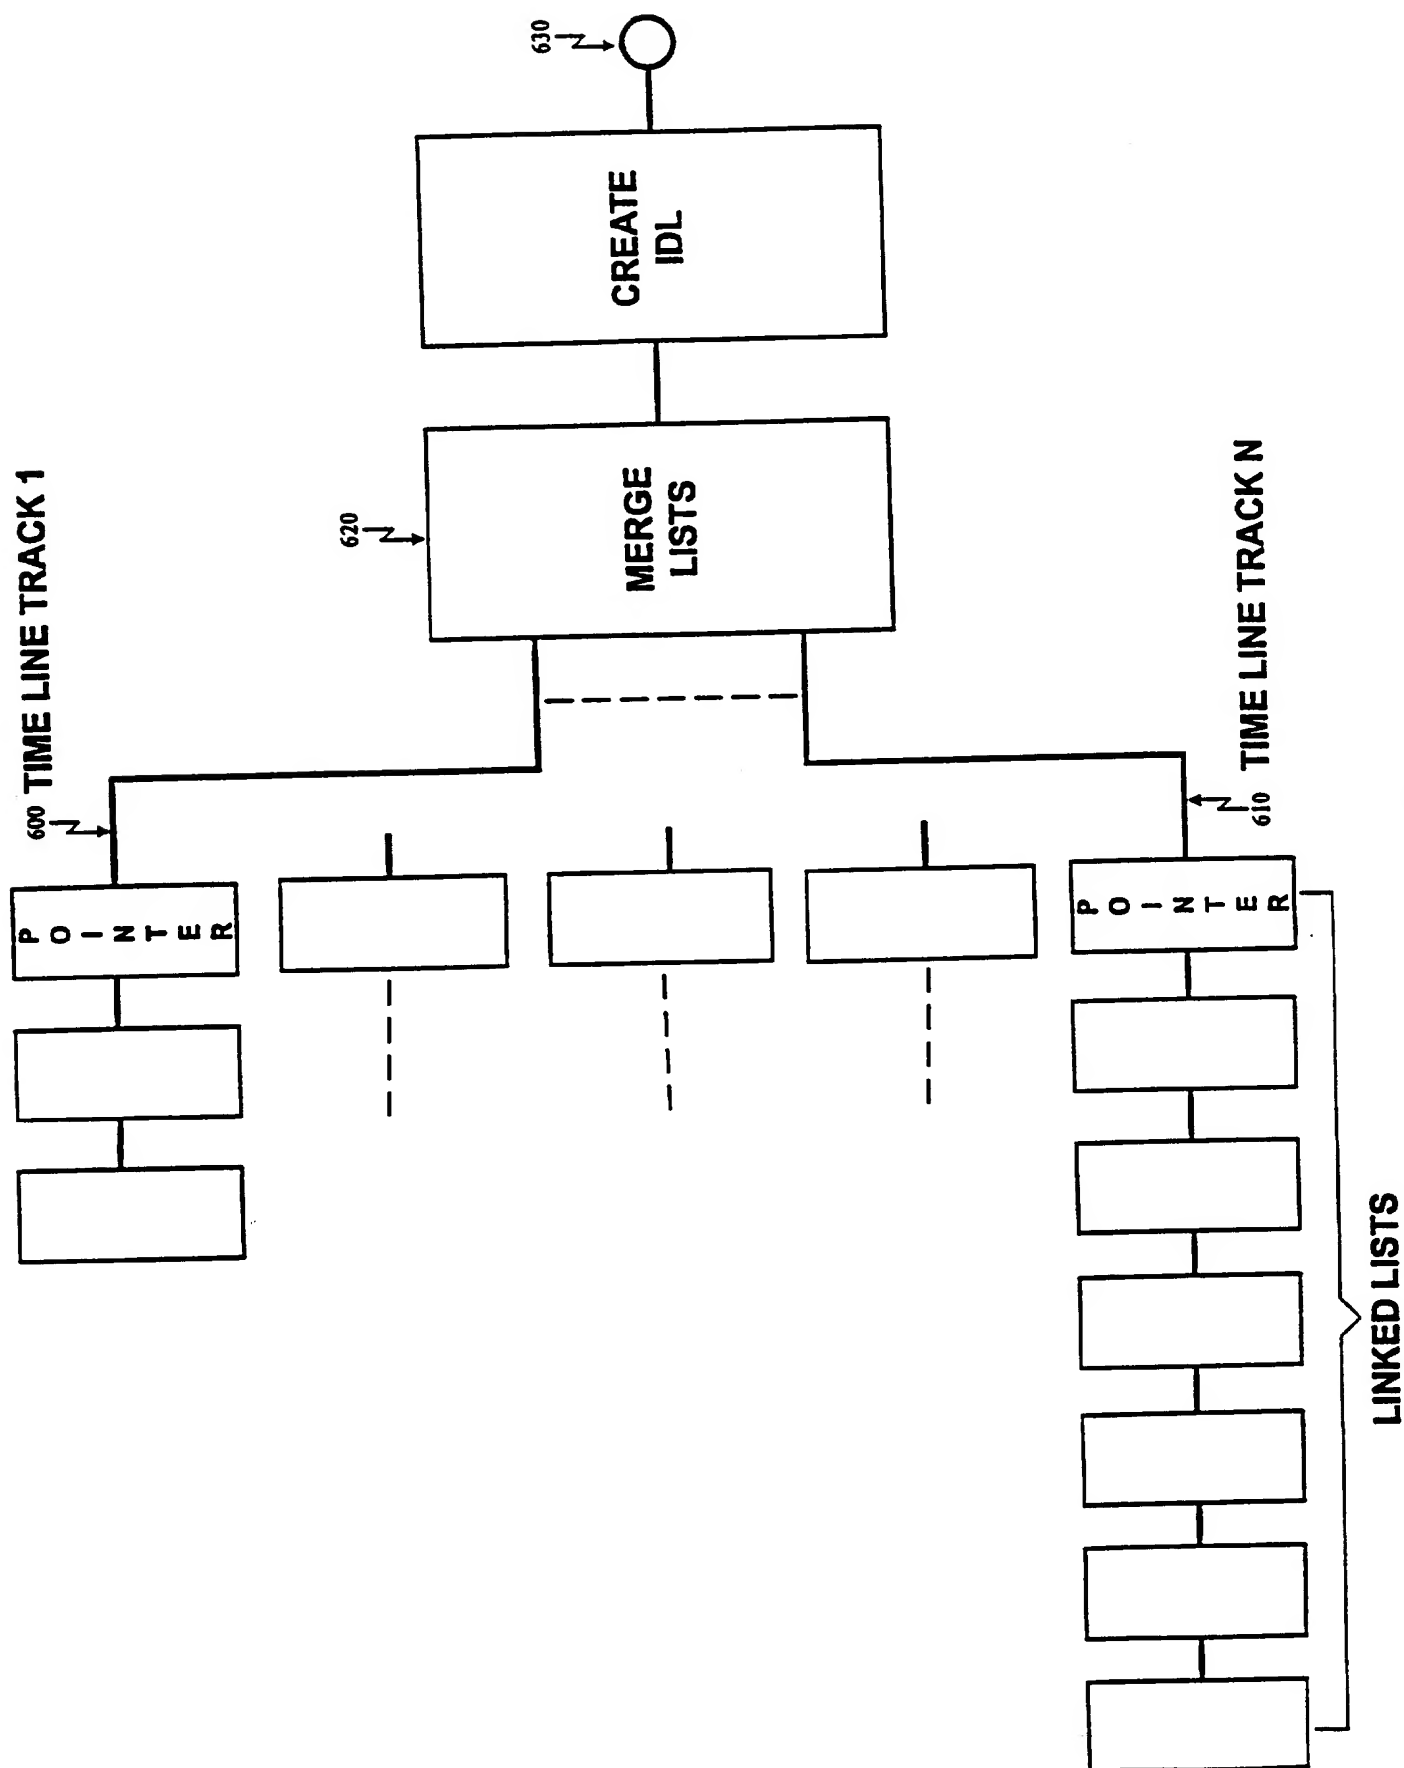 600 TIME LINE TRACK 1
POINTER
620
MERGE
LISTS
CREATE
IDL
630
POINTER
610 TIME LINE TRACK N
LINKED LISTS